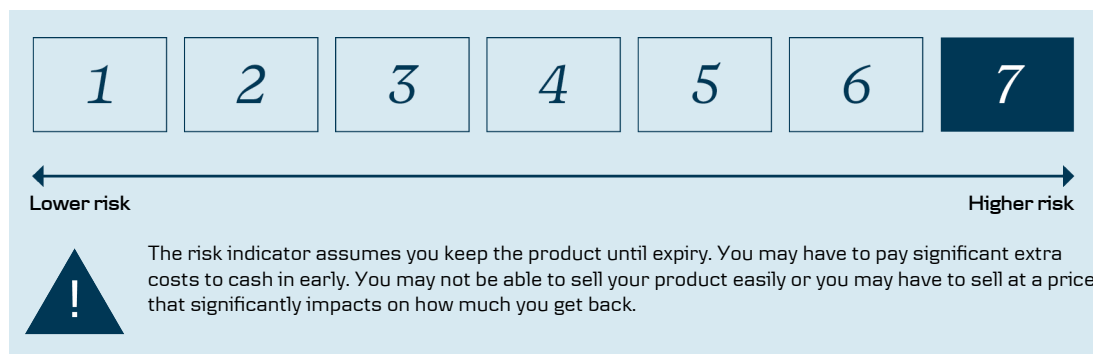 1 2 3 4 5 6 7
Lower risk Higher risk
The risk indicator assumes you keep the product until expiry. You may have to pay significant extra
costs to cash in early. You may not be able to sell your product easily or you may have to sell at a price
that significantly impacts on how much you get back.
!